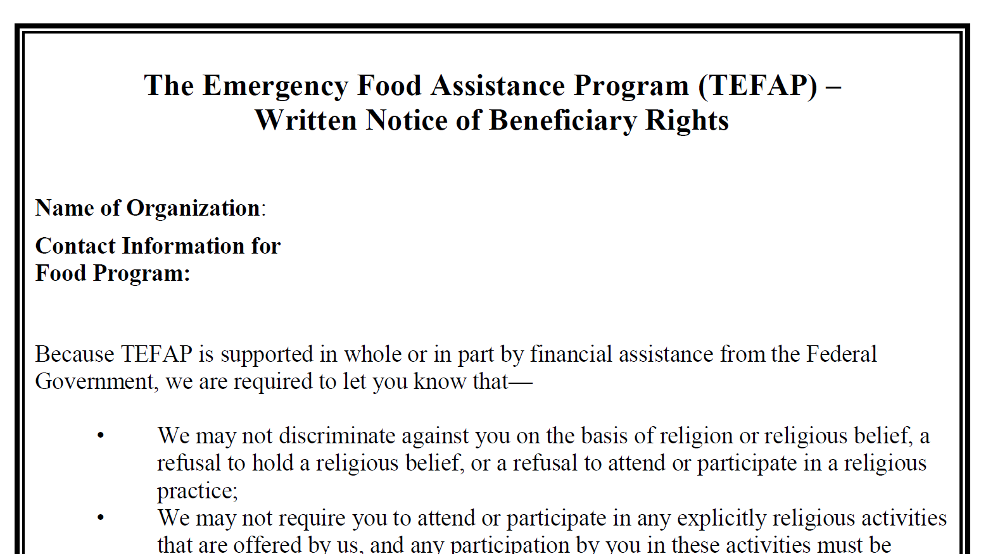 The Emergency Food Assistance Program (TEFAP) –
Written Notice of Beneficiary Rights
Name of Organization:
Contact Information for
Food Program:
Because TEFAP is supported in whole or in part by financial assistance from the Federal
Government, we are required to let you know that—
• We may not discriminate against you on the basis of religion or religious belief, a
refusal to hold a religious belief, or a refusal to attend or participate in a religious
practice;
• We may not require you to attend or participate in any explicitly religious activities
that are offered by us, and any participation by you in these activities must be